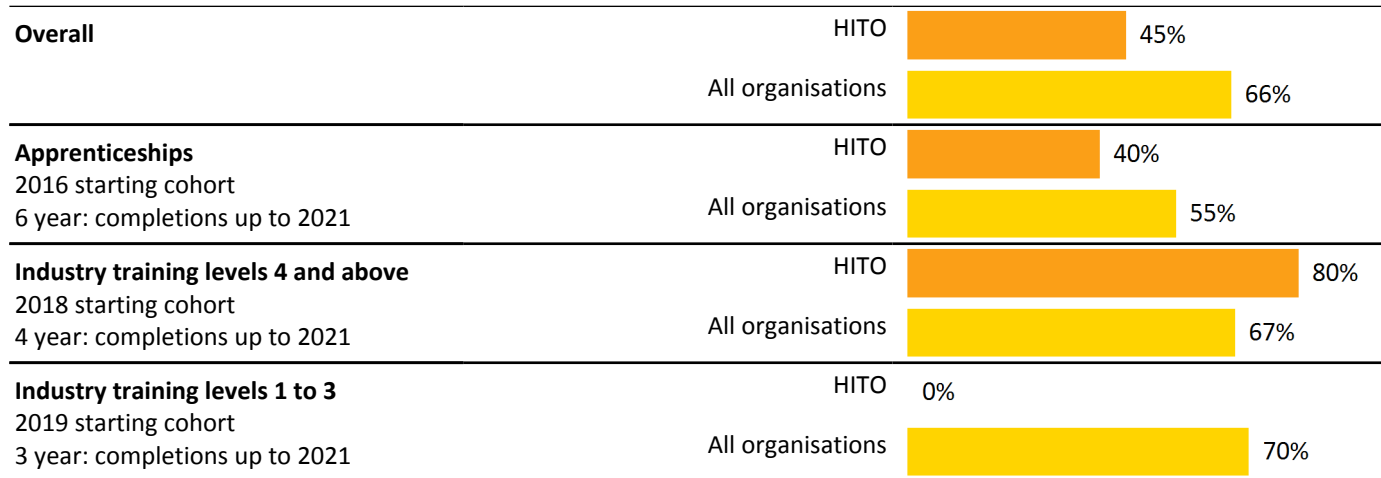 Overall
HITO 45%
All organisations 66%
Apprenticeships
2016 starting cohort
6 year: completions up to 2021
HITO 40%
All organisations 55%
Industry training levels 4 and above
2018 starting cohort
4 year: completions up to 2021
HITO 80%
All organisations 67%
Industry training levels 1 to 3
2019 starting cohort
3 year: completions up to 2021
HITO 0%
All organisations 70%